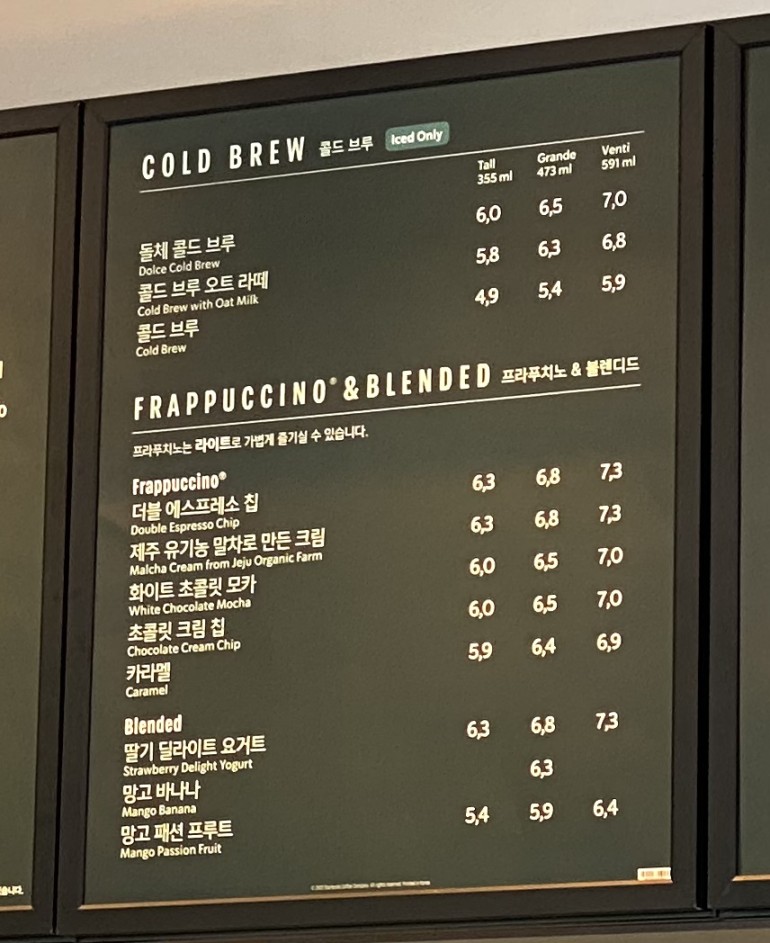 COLD BREW 콜드 브루 Iced Only
Tall Grande Venti
355 ml 473 ml 591 ml
돌체 콜드 브루 6,0 6,5 7,0
Dolce Cold Brew
콜드 브루 오트 라떼 5,8 6,3 6,8
Cold Brew with Oat Milk
콜드 브루 4,9 5,4 5,9
Cold Brew
FRAPPUCCINO® & BLENDED 프라푸치노 & 블렌디드
프라푸치노는 라이트로 가볍게 즐기실 수 있습니다.
Frappuccino®
더블 에스프레소 칩 6,3 6,8 7,3
Double Espresso Chip
제주 유기농 말차로 만든 크림 6,3 6,8 7,3
Malcha Cream from Jeju Organic Farm
화이트 초콜릿 모카 6,0 6,5 7,0
White Chocolate Mocha
초콜릿 크림 칩 6,0 6,5 7,0
Chocolate Cream Chip
카라멜 5,9 6,4 6,9
Caramel
Blended
딸기 딜라이트 요거트 6,3 6,8 7,3
Strawberry Delight Yogurt
망고 바나나 6,3
Mango Banana
망고 패션 프루트 5,4 5,9 6,4
Mango Passion Fruit